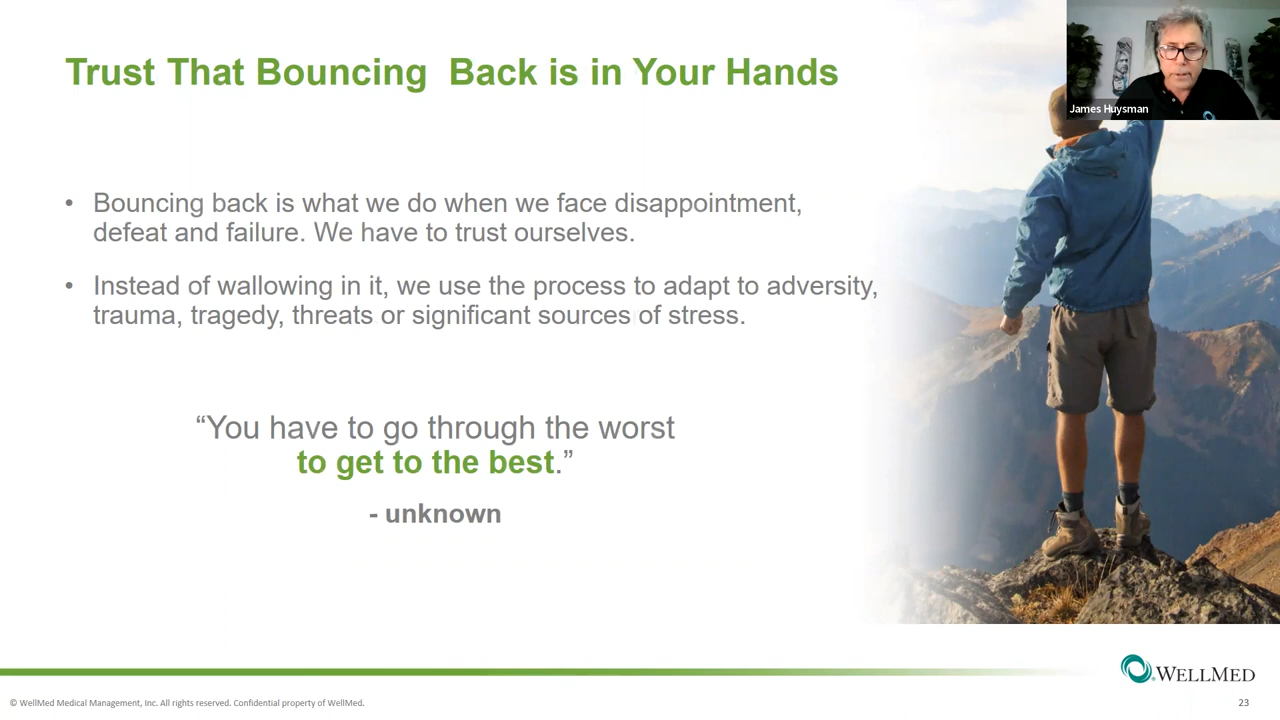 Trust That Bouncing  Back is in Your Hands
James Huysman
• Bouncing back is what we do when we face disappointment,
defeat and failure. We have to trust ourselves.
• Instead of wallowing in it, we use the process to adapt to adversity,
trauma, tragedy, threats or significant sources of stress.
“You have to go through the worst
to get to the best.”
- unknown
WELLMED
© WellMed Medical Management, Inc. All rights reserved. Confidential property of WellMed.
23